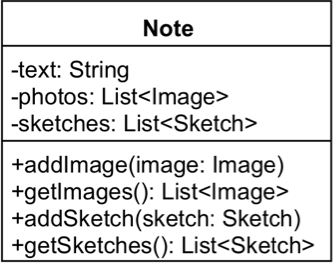 Note
-text: String
-photos: List<Image>
-sketches: List<Sketch>
+addImage(image: Image)
+getImages(): List<Image>
+addSketch(sketch: Sketch)
+getSketches(): List<Sketch>